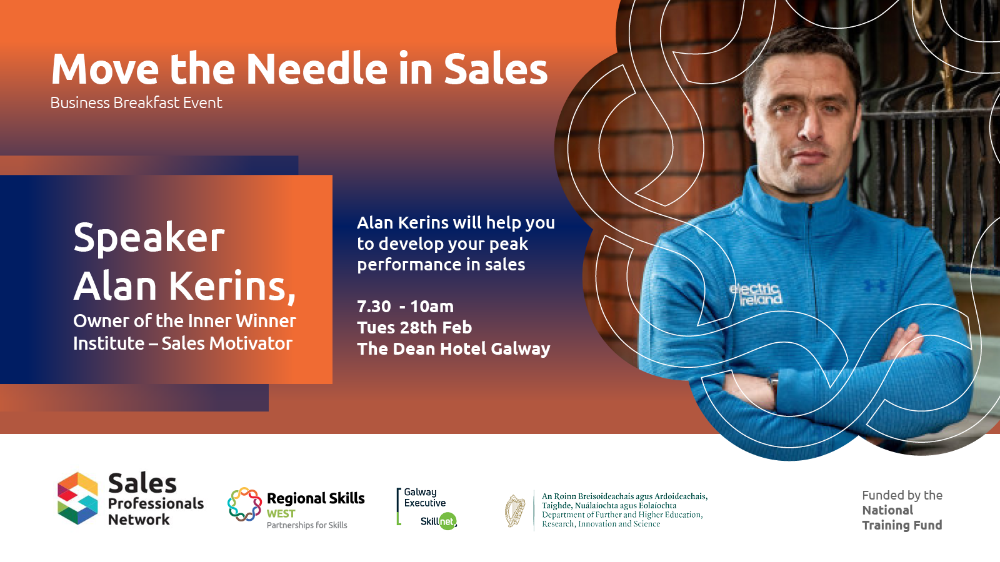 Move the Needle in Sales
Business Breakfast Event
Speaker
Alan Kerins,
Owner of the Inner Winner
Institute – Sales Motivator
Alan Kerins will help you
to develop your peak
performance in sales
7.30 - 10am
Tues 28th Feb
The Dean Hotel Galway
electric
ireland
Sales
Professionals
Network
Regional Skills
WEST
Partnerships for Skills
Galway
Executive
Skillnet
An Roinn Breisoideachais agus Ardoideachais,
Taighde, Nuálaíochta agus Eolaíochta
Department of Further and Higher Education,
Research, Innovation and Science
Funded by the
National
Training Fund